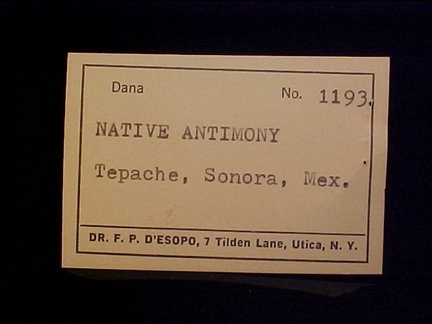 Dana No. 1193.
NATIVE ANTIMONY
Tepache, Sonora, Mex.
DR. F. P. D'ESOPO, 7 Tilden Lane, Utica, N. Y.